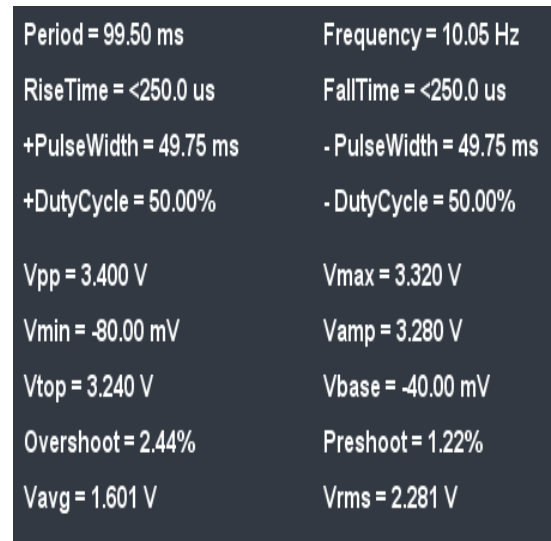 Period = 99.50 ms Frequency = 10.05 Hz
RiseTime = <250.0 us FallTime = <250.0 us
+PulseWidth = 49.75 ms - PulseWidth = 49.75 ms
+DutyCycle = 50.00% - DutyCycle = 50.00%
Vpp = 3.400 V Vmax = 3.320 V
Vmin = -80.00 mV Vamp = 3.280 V
Vtop = 3.240 V Vbase = -40.00 mV
Overshoot = 2.44% Preshoot = 1.22%
Vavg = 1.601 V Vrms = 2.281 V